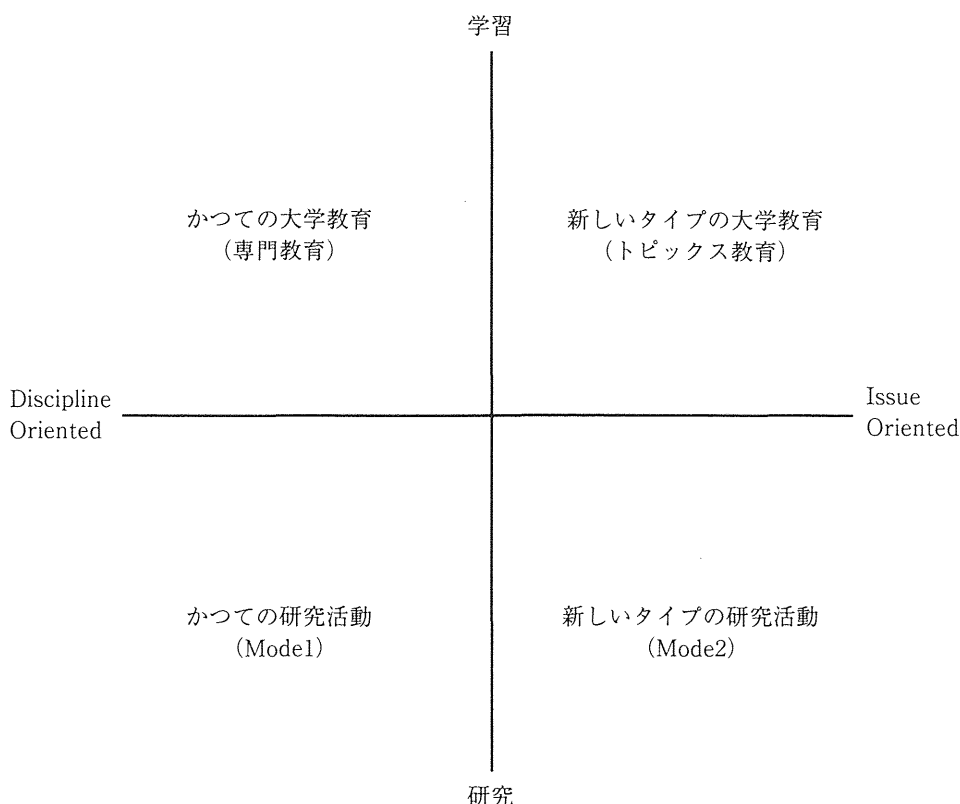 学習
かつての大学教育
(専門教育)
新しいタイプの大学教育
(トピックス教育)
Discipline
Oriented
Issue
Oriented
かつての研究活動
(Mode1)
新しいタイプの研究活動
(Mode2)
研究